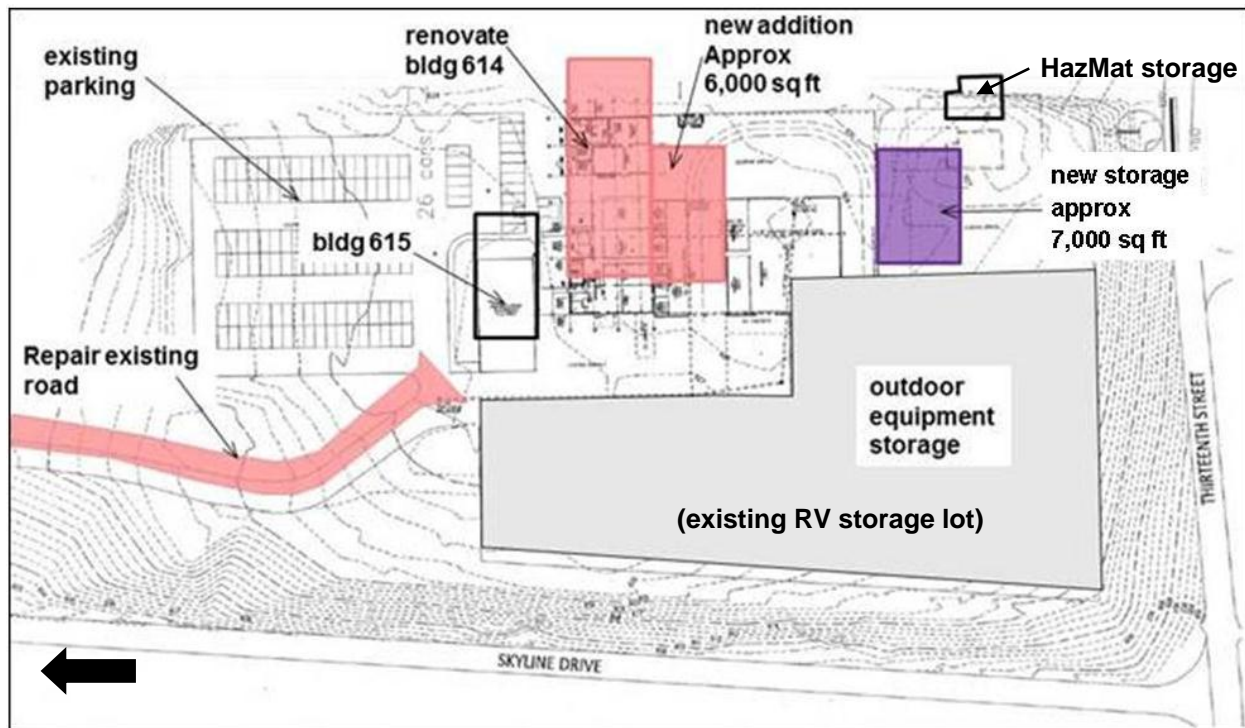 existing
parking
renovate
bldg 614
new addition
Approx
6,000 sq ft
HazMat storage
26 cons
new storage
approx
7,000 sq ft
bldg 615
Repair existing
road
outdoor
equipment
storage
(existing RV storage lot)
THIRTEENTH STREET
SKYLINE DRIVE